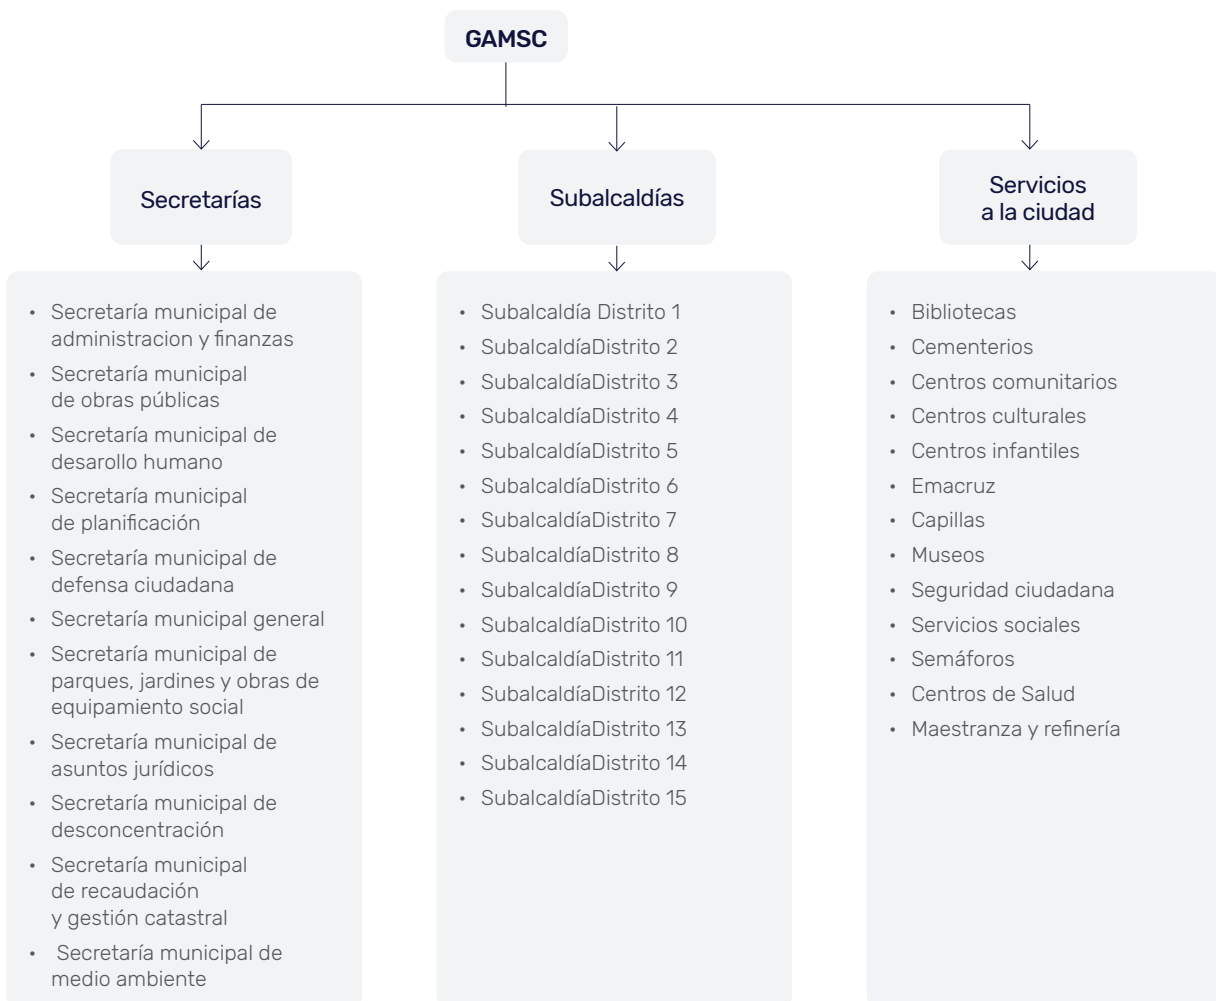 GAMSC
Secretarías
Subalcaldías
Servicios
a la ciudad
• Secretaría municipal de
administracion y finanzas
• Secretaría municipal
de obras públicas
• Secretaría municipal de
desarollo humano
• Secretaría municipal
de planificación
• Secretaría municipal de
defensa ciudadana
• Secretaría municipal general
• Secretaría municipal de
parques, jardines y obras de
equipamiento social
• Secretaría municipal de
asuntos jurídicos
• Secretaría municipal de
desconcentración
• Secretaría municipal
de recaudación
y gestión catastral
• Secretaría municipal de
medio ambiente
• Subalcaldía Distrito 1
• SubalcaldíaDistrito 2
• SubalcaldíaDistrito 3
• SubalcaldíaDistrito 4
• SubalcaldíaDistrito 5
• SubalcaldíaDistrito 6
• SubalcaldíaDistrito 7
• SubalcaldíaDistrito 8
• SubalcaldíaDistrito 9
• SubalcaldíaDistrito 10
• SubalcaldíaDistrito 11
• SubalcaldíaDistrito 12
• SubalcaldíaDistrito 13
• SubalcaldíaDistrito 14
• SubalcaldíaDistrito 15
• Bibliotecas
• Cementerios
• Centros comunitarios
• Centros culturales
• Centros infantiles
• Emacruz
• Capillas
• Museos
• Seguridad ciudadana
• Servicios sociales
• Semáforos
• Centros de Salud
• Maestranza y refinería